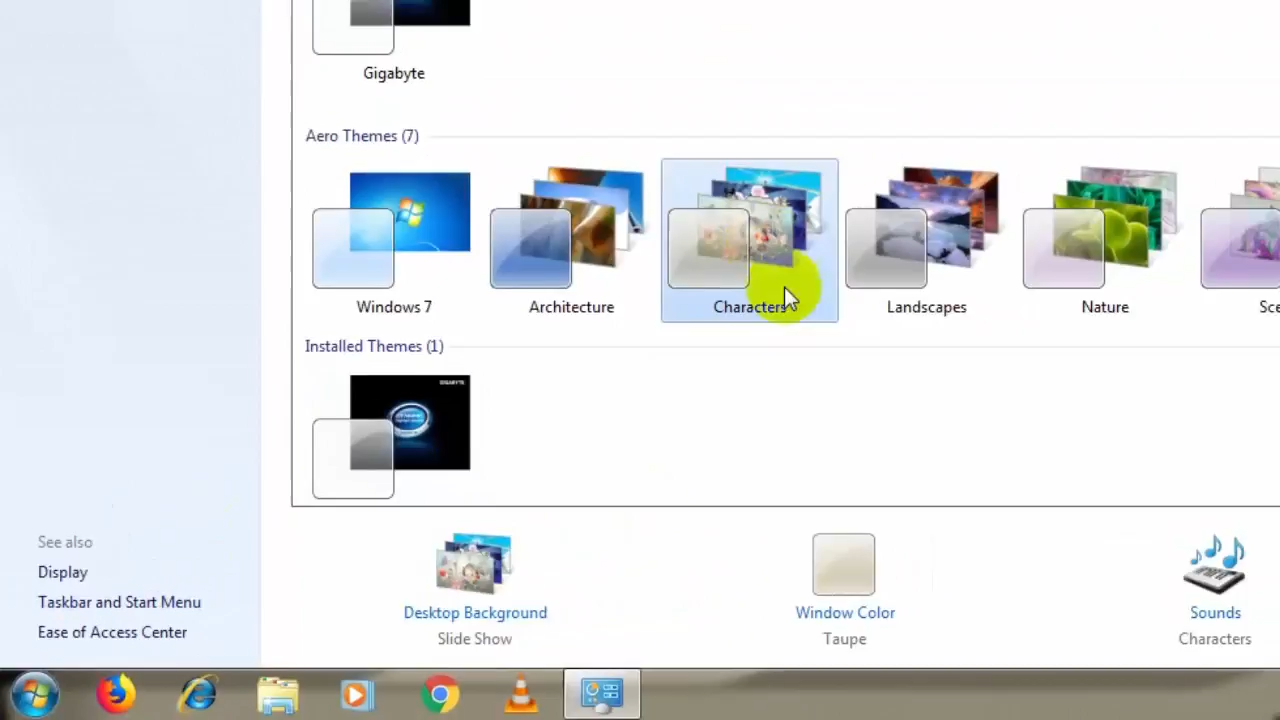 Gigabyte
Aero Themes (7)
Windows 7
Architecture
Characters
Landscapes
Nature
Sce
Installed Themes (1)
GIGABYTE
See also
Display
Taskbar and Start Menu
Ease of Access Center
Desktop Background
Slide Show
Window Color
Taupe
Sounds
Characters